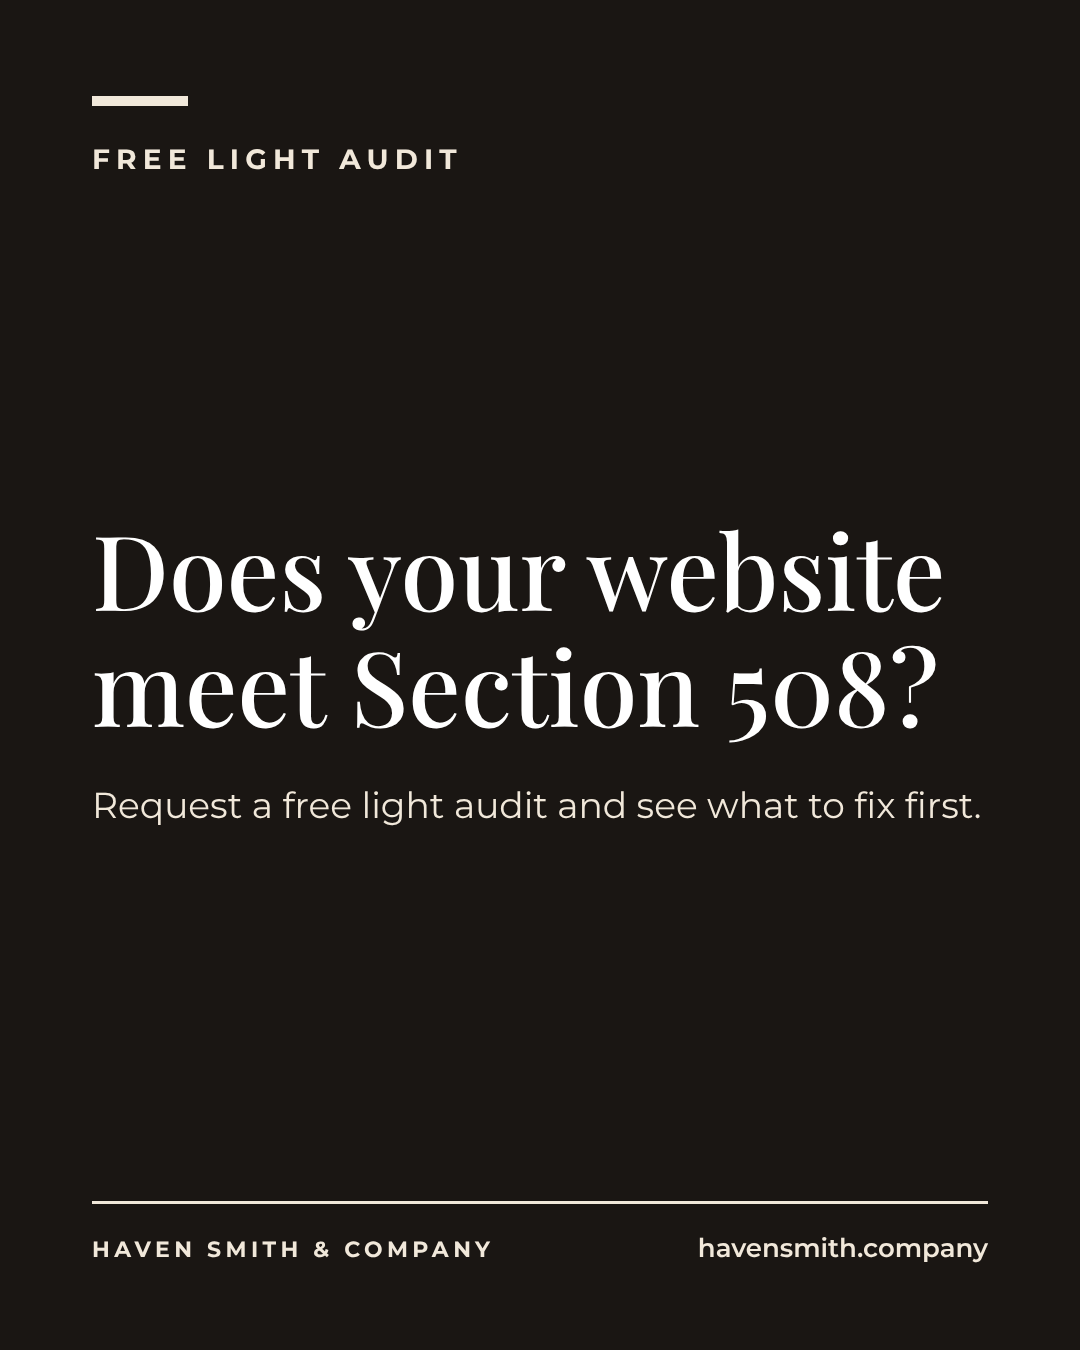 FREE LIGHT AUDIT
Does your website
meet Section 508?
Request a free light audit and see what to fix first.
HAVEN SMITH & COMPANY
havensmith.company